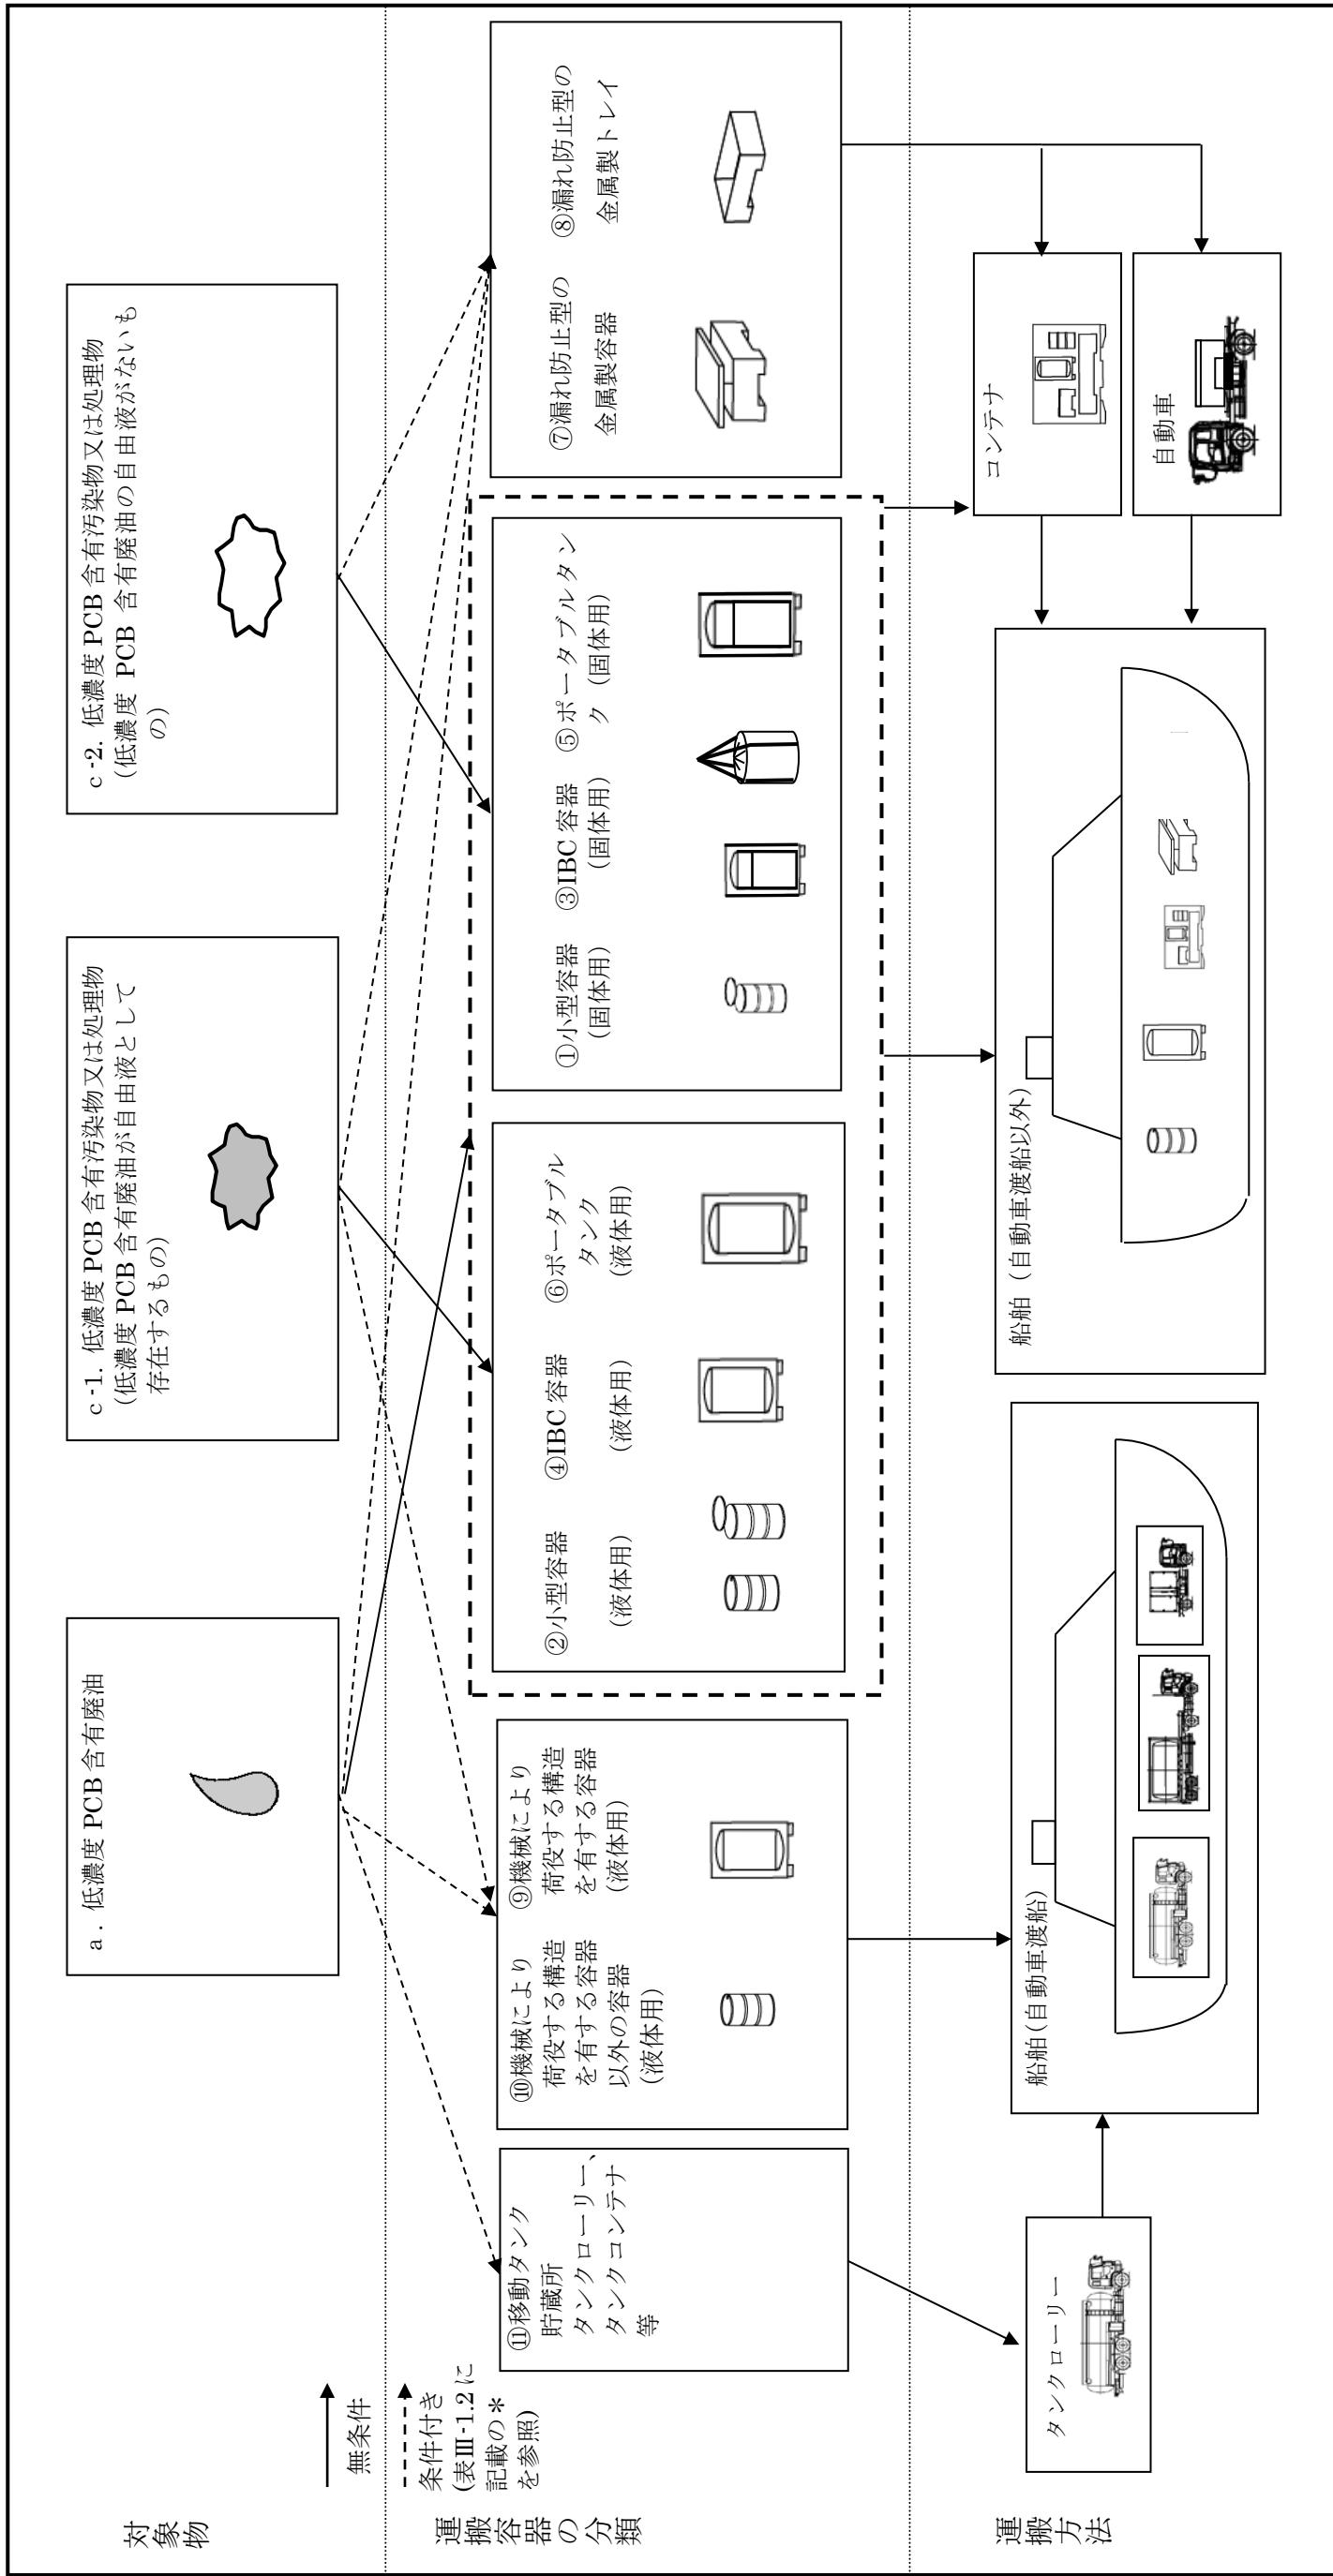 対象物
a．低濃度 PCB 含有廃油
c-1. 低濃度 PCB 含有汚染物又は処理物
(低濃度 PCB 含有廃油が自由液として
存在するもの)
c-2. 低濃度 PCB 含有汚染物又は処理物
(低濃度 PCB 含有廃油の自由液がないも
の)
無条件
条件付き
(表Ⅲ-1.2 に
記載の＊
を参照)
運搬容器の分類
⑪移動タンク
貯蔵所
タンクローリー、
タンクコンテナ
等
⑩機械により
荷役する構造
を有する容器
以外の容器
(液体用)
⑨機械により
荷役する構造
を有する容器
(液体用)
②小型容器
(液体用)
④IBC 容器
(液体用)
⑥ポータブル
タンク
(液体用)
①小型容器
(固体用)
③IBC 容器
(固体用)
⑤ポータブルタン
ク (固体用)
⑦漏れ防止型の
金属製容器
⑧漏れ防止型の
金属製トレイ
運搬方法
タンクローリー
船舶(自動車渡船)
船舶 (自動車渡船以外)
コンテナ
自動車